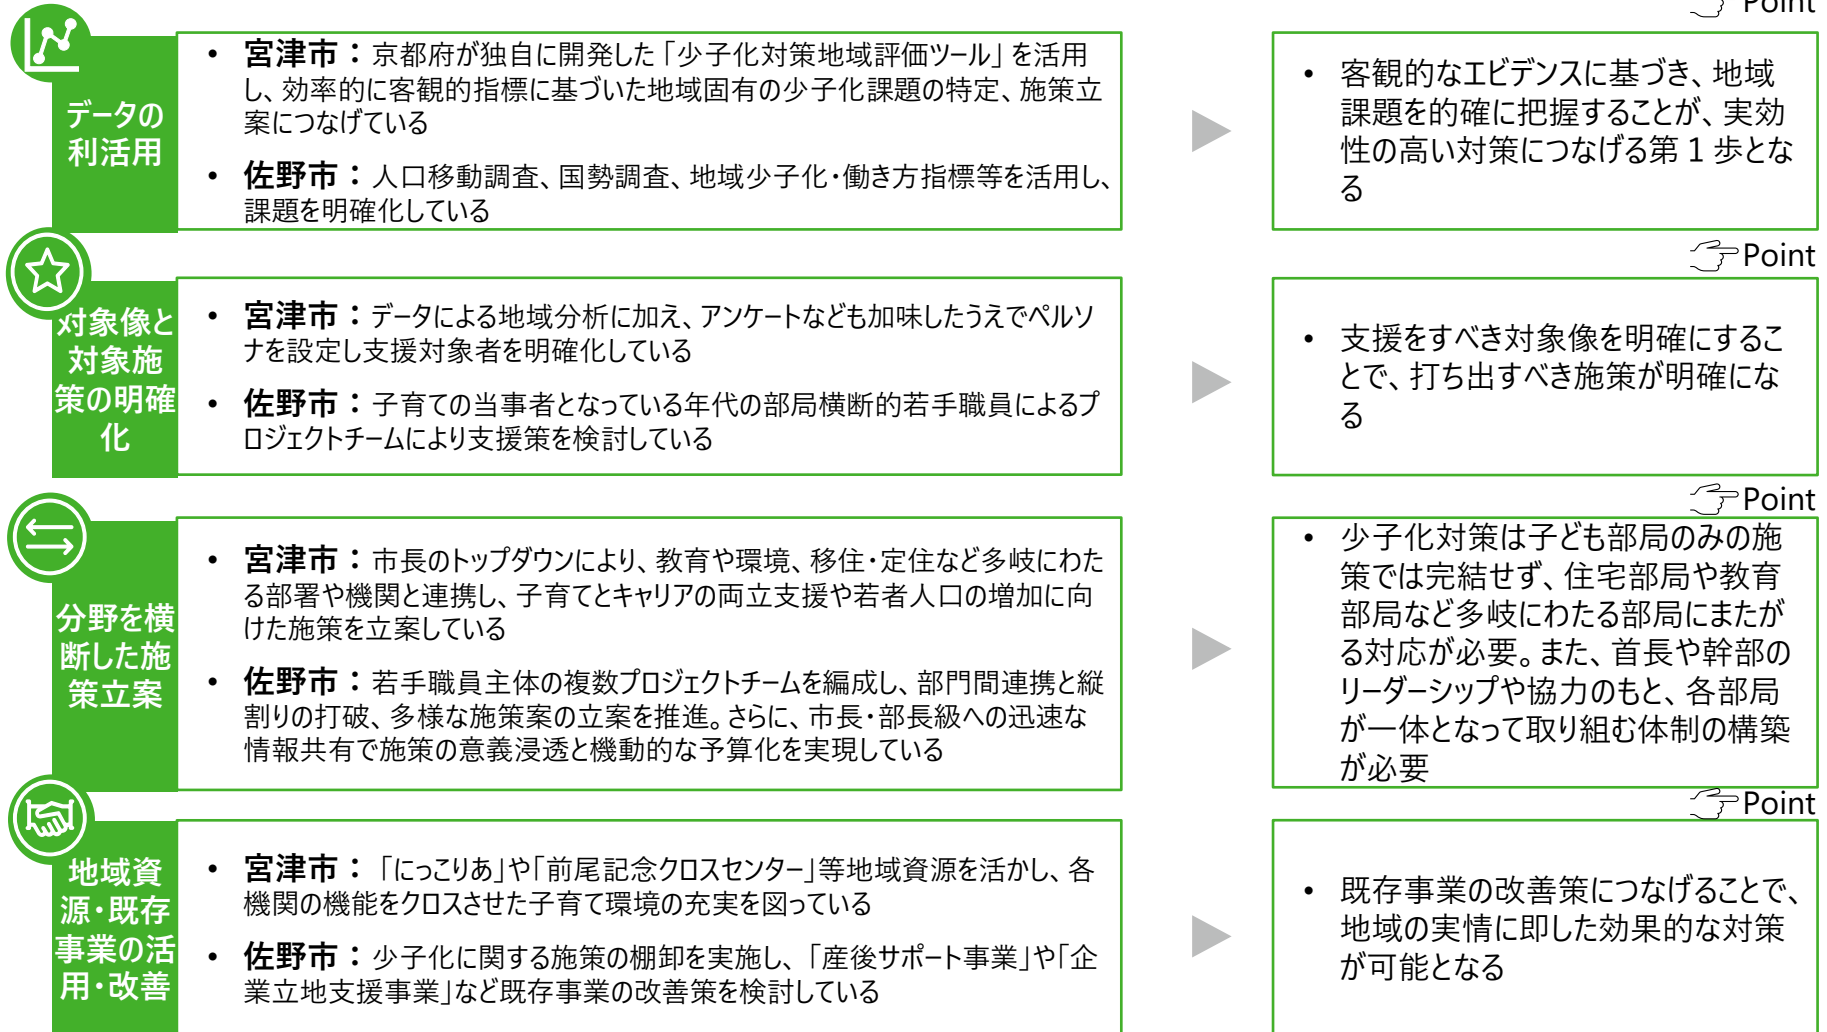 Point
データの
利活用
• 宮津市：京都府が独自に開発した「少子化対策地域評価ツール」を活用
し、効率的に客観的指標に基づいた地域固有の少子化課題の特定、施策立
案につなげている
• 佐野市：人口移動調査、国勢調査、地域少子化・働き方指標等を活用し、
課題を明確化している
• 客観的なエビデンスに基づき、地域
課題を的確に把握することが、実効
性の高い対策につなげる第１歩とな
る
Point
対象像と
対象施
策の明確
化
• 宮津市：データによる地域分析に加え、アンケートなども加味したうえでペルソ
ナを設定し支援対象者を明確化している
• 佐野市：子育ての当事者となっている年代の部局横断的若手職員によるプ
ロジェクトチームにより支援策を検討している
• 支援をすべき対象像を明確にするこ
とで、打ち出すべき施策が明確にな
る
Point
分野を横
断した施
策立案
• 宮津市：市長のトップダウンにより、教育や環境、移住・定住など多岐にわた
る部署や機関と連携し、子育てとキャリアの両立支援や若者人口の増加に向
けた施策を立案している
• 佐野市：若手職員主体の複数プロジェクトチームを編成し、部門間連携と縦
割りの打破、多様な施策案の立案を推進。さらに、市長・部長級への迅速な
情報共有で施策の意義浸透と機動的な予算化を実現している
• 少子化対策は子ども部局のみの施
策では完結せず、住宅部局や教育
部局など多岐にわたる部局にまたが
る対応が必要。また、首長や幹部の
リーダーシップや協力のもと、各部局
が一体となって取り組む体制の構築
が必要
Point
地域資
源・既存
事業の活
用・改善
• 宮津市：「にっこりあ」や「前尾記念クロスセンター」等地域資源を活かし、各
機関の機能をクロスさせた子育て環境の充実を図っている
• 佐野市：少子化に関する施策の棚卸を実施し、「産後サポート事業」や「企
業立地支援事業」など既存事業の改善策を検討している
• 既存事業の改善策につなげることで、
地域の実情に即した効果的な対策
が可能となる